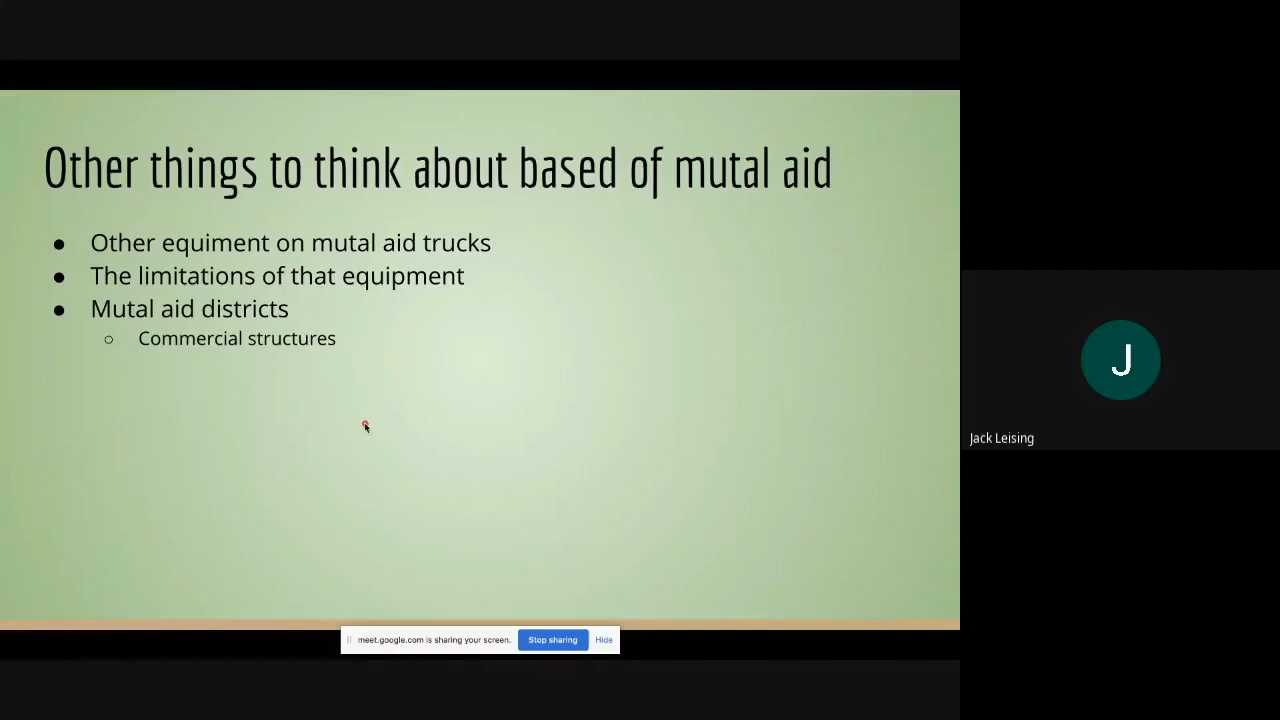 Other things to think about based of mutal aid
● Other equiment on mutal aid trucks
● The limitations of that equipment
● Mutal aid districts
○ Commercial structures
J
Jack Leising
meet.google.com is sharing your screen. Stop sharing Hide